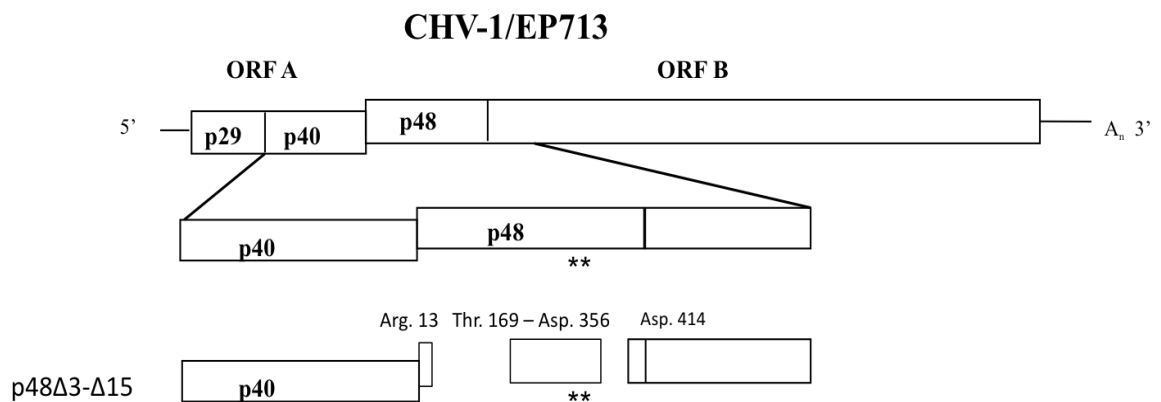 CHV-1/EP713
ORF A ORF B
5’ p29 p40 p48 An 3’
p40 p48
**
Arg. 13 Thr. 169 – Asp. 356 Asp. 414
p48Δ3-Δ15 p40
**